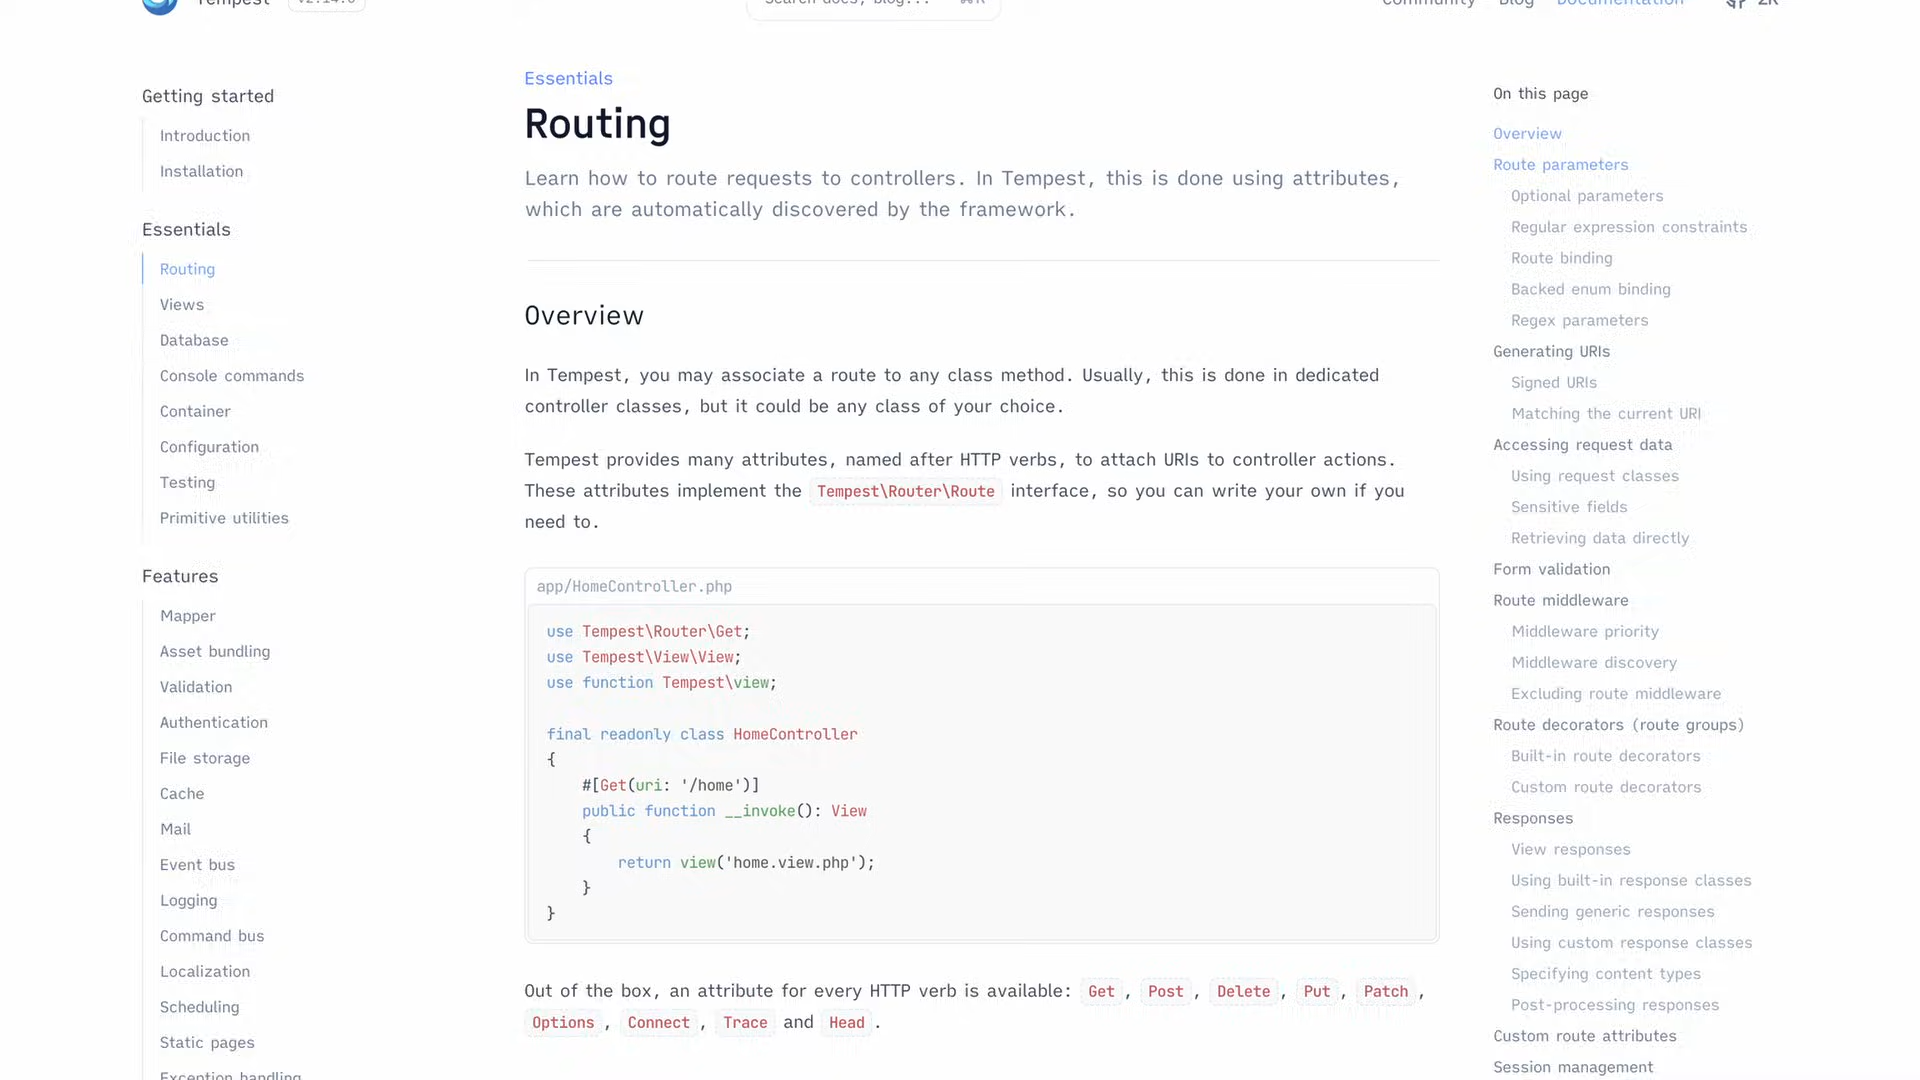 Tempest v2.14.0
Search docs, blog... ⌘K
Community Blog Documentation 2K
Getting started
Introduction
Installation
Essentials
Routing
Views
Database
Console commands
Container
Configuration
Testing
Primitive utilities
Features
Mapper
Asset bundling
Validation
Authentication
File storage
Cache
Mail
Event bus
Logging
Command bus
Localization
Scheduling
Static pages
Exception handling
Essentials
Routing
Learn how to route requests to controllers. In Tempest, this is done using attributes,
which are automatically discovered by the framework.
Overview
In Tempest, you may associate a route to any class method. Usually, this is done in dedicated
controller classes, but it could be any class of your choice.
Tempest provides many attributes, named after HTTP verbs, to attach URIs to controller actions.
These attributes implement the Tempest\Router\Route interface, so you can write your own if you
need to.
app/HomeController.php
use Tempest\Router\Get;
use Tempest\View\View;
use function Tempest\view;
final readonly class HomeController
{
#[Get(uri: '/home')]
public function __invoke(): View
{
return view('home.view.php');
}
}
Out of the box, an attribute for every HTTP verb is available: Get, Post, Delete, Put, Patch,
Options, Connect, Trace and Head.
On this page
Overview
Route parameters
Optional parameters
Regular expression constraints
Route binding
Backed enum binding
Regex parameters
Generating URIs
Signed URIs
Matching the current URI
Accessing request data
Using request classes
Sensitive fields
Retrieving data directly
Form validation
Route middleware
Middleware priority
Middleware discovery
Excluding route middleware
Route decorators (route groups)
Built-in route decorators
Custom route decorators
Responses
View responses
Using built-in response classes
Sending generic responses
Using custom response classes
Specifying content types
Post-processing responses
Custom route attributes
Session management